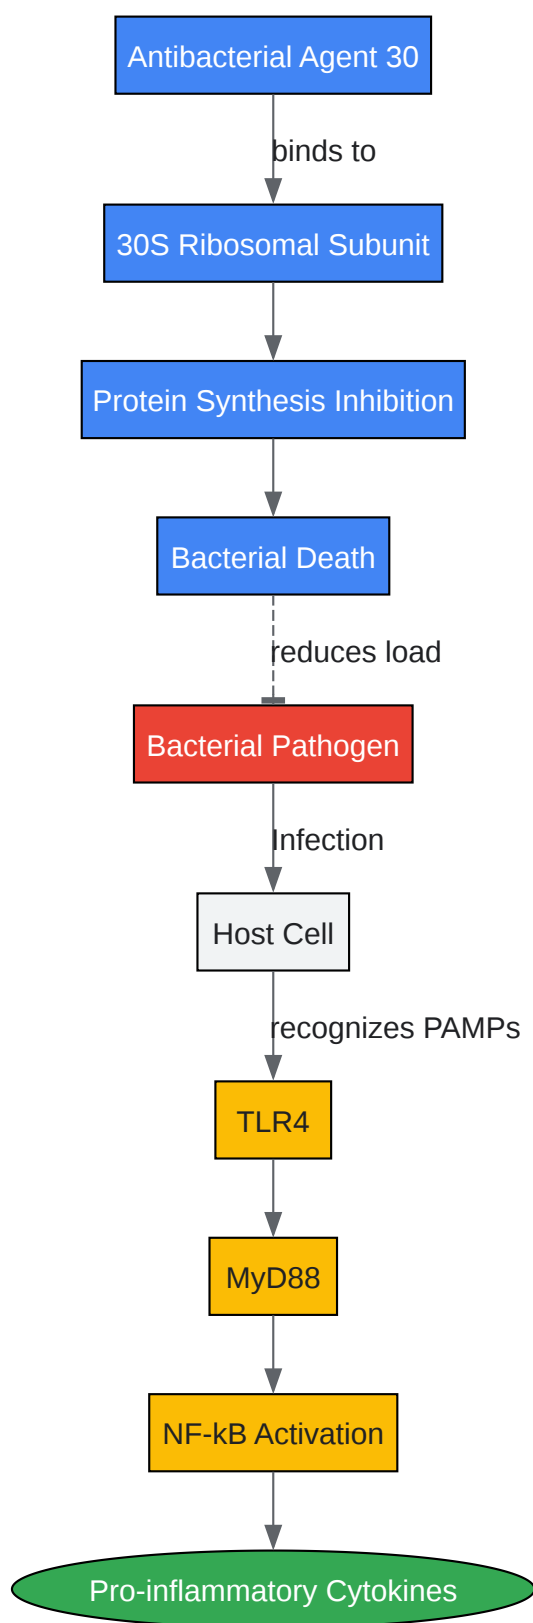 Antibacterial Agent 30
binds to
30S Ribosomal Subunit
Protein Synthesis Inhibition
Bacterial Death
reduces load
Bacterial Pathogen
Infection
Host Cell
recognizes PAMPs
TLR4
MyD88
NF-kB Activation
Pro-inflammatory Cytokines